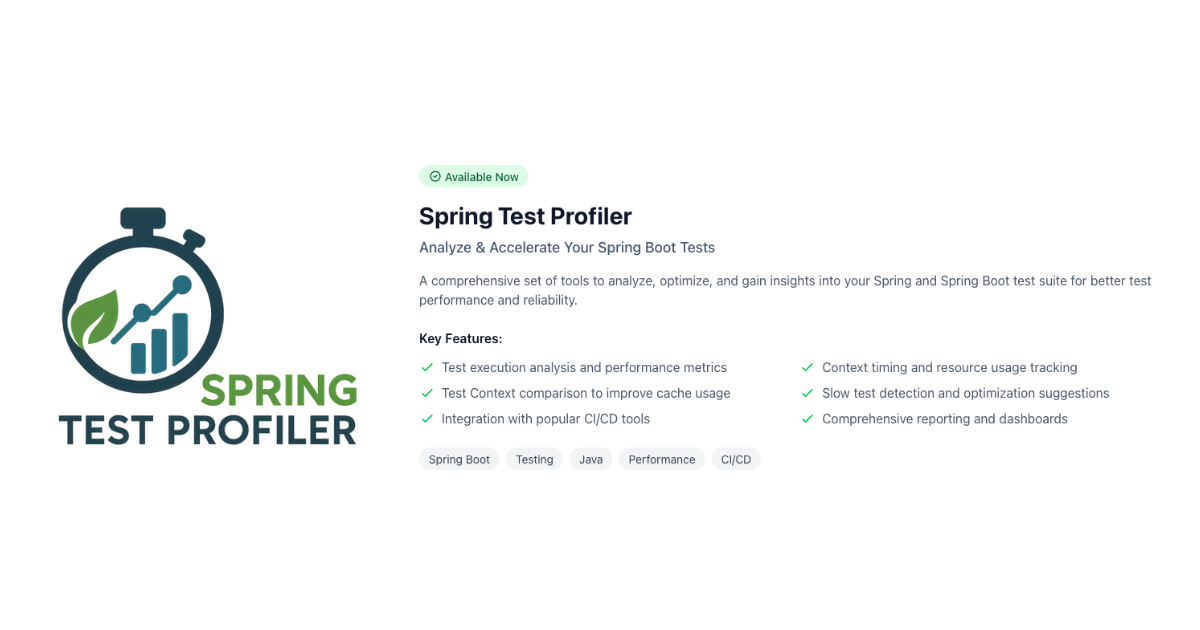 SPRING
TEST PROFILER
Available Now
Spring Test Profiler
Analyze & Accelerate Your Spring Boot Tests
A comprehensive set of tools to analyze, optimize, and gain insights into your Spring and Spring Boot test suite for better test
performance and reliability.
Key Features:
Test execution analysis and performance metrics
Context timing and resource usage tracking
Test Context comparison to improve cache usage
Slow test detection and optimization suggestions
Integration with popular CI/CD tools
Comprehensive reporting and dashboards
Spring Boot
Testing
Java
Performance
CI/CD